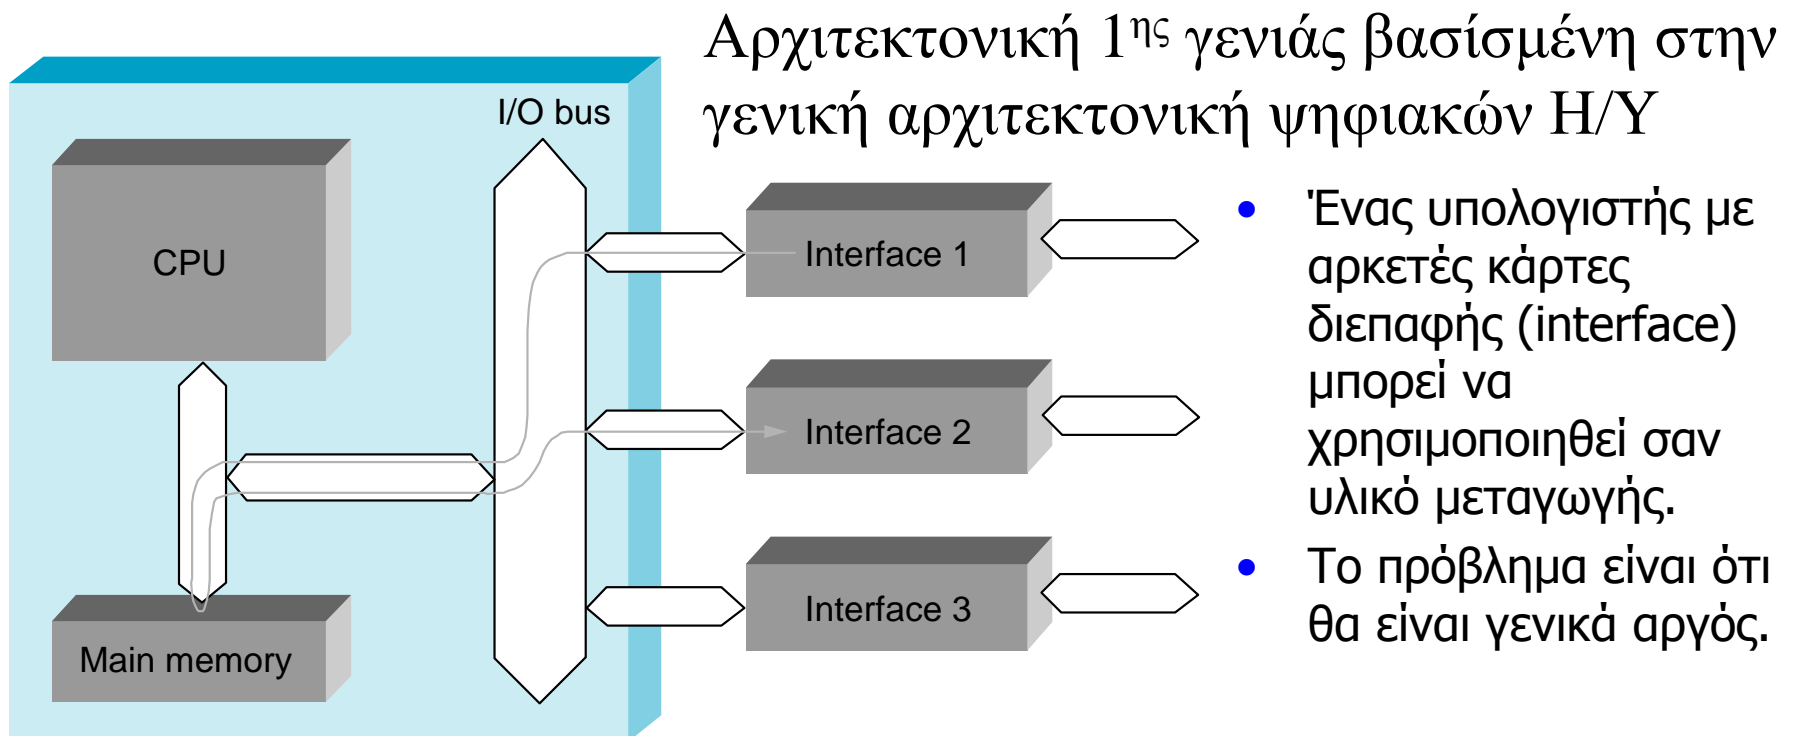 Αρχιτεκτονική 1ης γενιάς βασίσμένη στην
γενική αρχιτεκτονική ψηφιακών Η/Υ
I/O bus
CPU
Main memory
Interface 1
Interface 2
Interface 3
• Ένας υπολογιστής με
αρκετές κάρτες
διεπαφής (interface)
μπορεί να
χρησιμοποιηθεί σαν
υλικό μεταγωγής.
• Το πρόβλημα είναι ότι
θα είναι γενικά αργός.